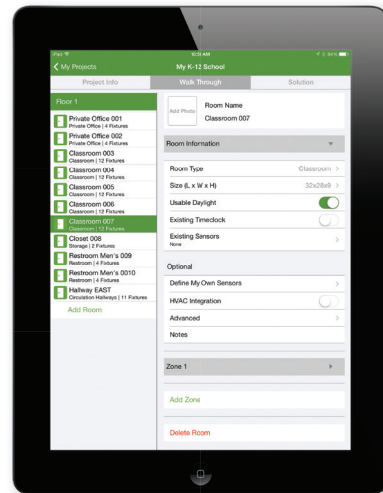 iPad
10:31 AM
84%
My Projects
My K-12 School
Project Info
Walk Through
Solution
Floor 1
Private Office 001
Private Office | 4 Fixtures
Private Office 002
Private Office | 4 Fixtures
Classroom 003
Classroom | 12 Fixtures
Classroom 004
Classroom | 12 Fixtures
Classroom 005
Classroom | 12 Fixtures
Classroom 006
Classroom | 12 Fixtures
Classroom 007
Classroom | 12 Fixtures
Closet 008
Storage | 2 Fixtures
Restroom Men's 009
Restroom | 4 Fixtures
Restroom Men's 0010
Restroom | 4 Fixtures
Hallway EAST
Circulation Hallways | 11 Fixtures
Add Room
Add Photo
Room Name
Classroom 007
Room Information
Room Type
Classroom
Size (L x W x H)
32x28x9
Usable Daylight
Existing Timeclock
Existing Sensors
None
Optional
Define My Own Sensors
HVAC Integration
Advanced
Notes
Zone 1
Add Zone
Delete Room